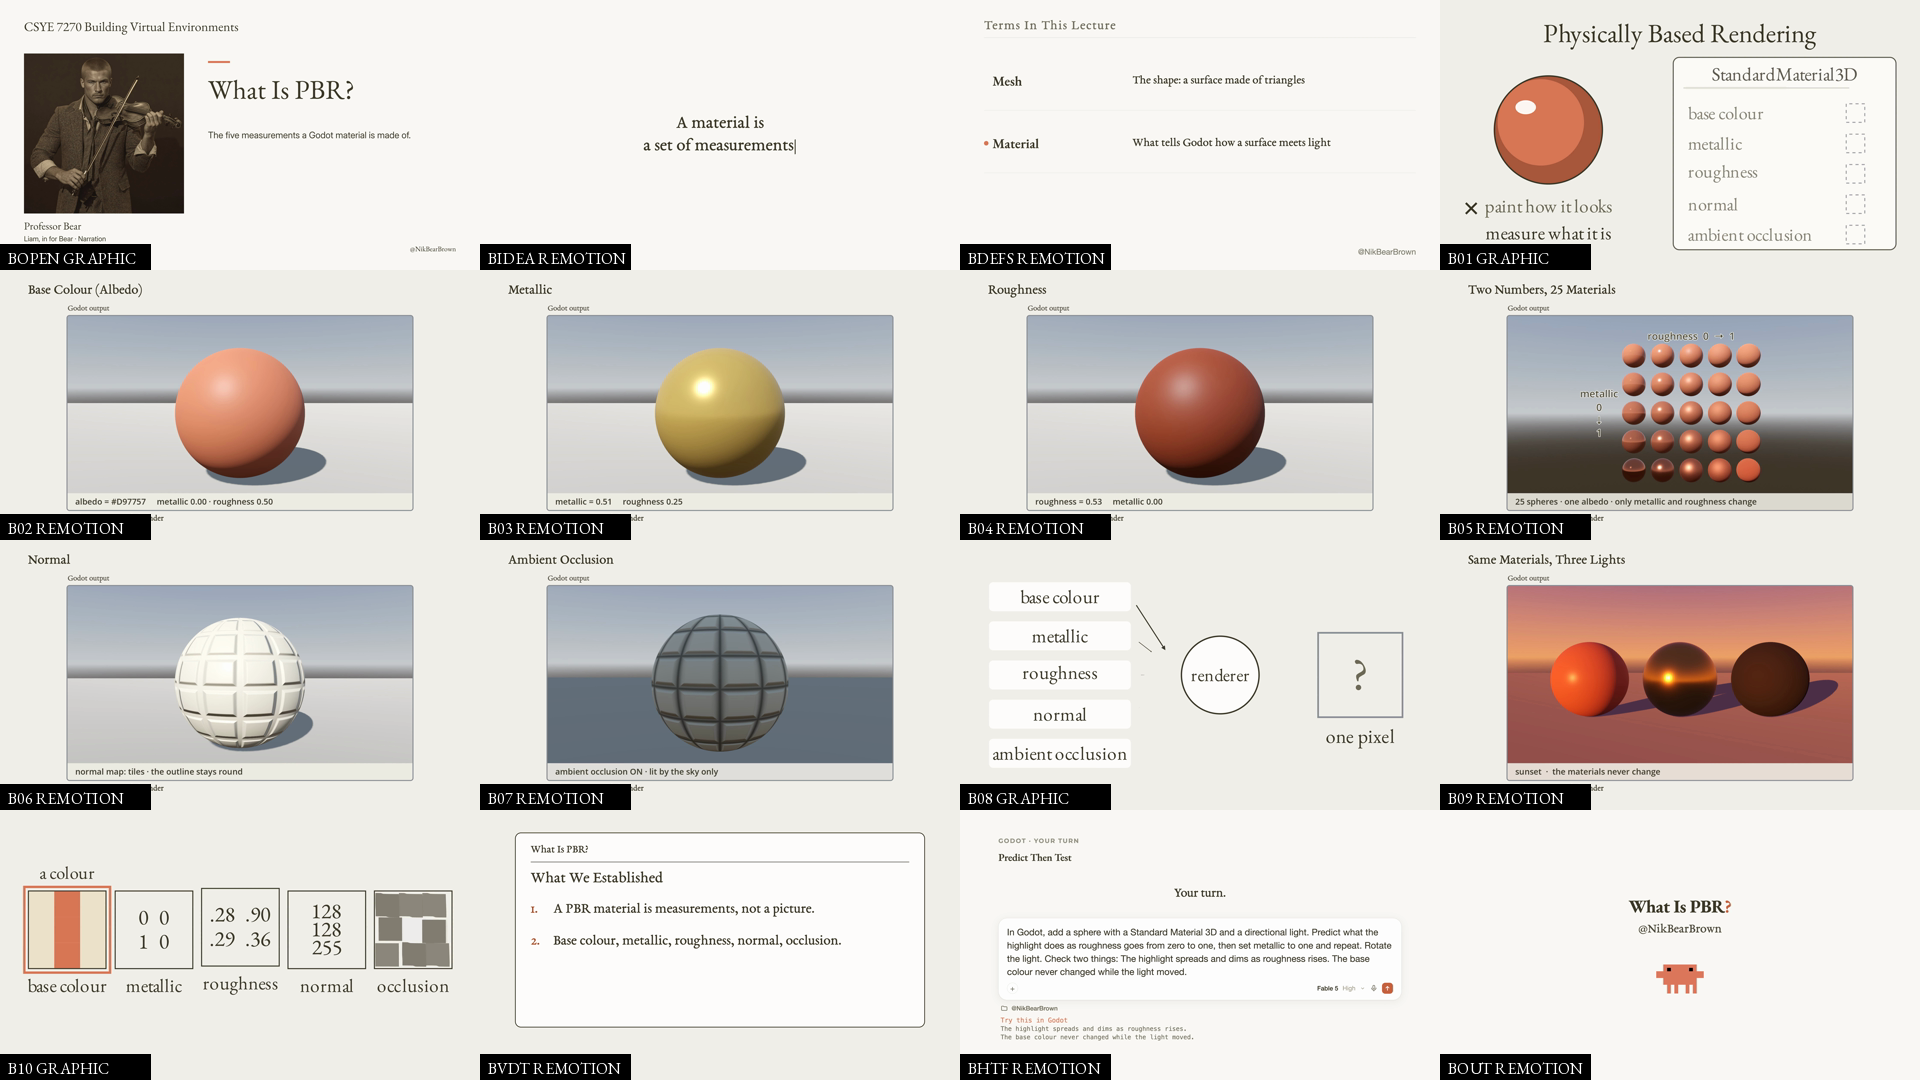 CSYE 7270 Building Virtual Environments
What Is PBR?
The five measurements a Godot material is made of.
Professor Bear
Liam, in for Bear · Narration
@NikBearBrown
BOPEN GRAPHIC
A material is
a set of measurements
BIDEA REMOTION
Terms In This Lecture
Mesh
The shape: a surface made of triangles
Material
What tells Godot how a surface meets light
@NikBearBrown
BDEFS REMOTION
Physically Based Rendering
StandardMaterial3D
base colour
metallic
roughness
normal
ambient occlusion
paint how it looks
measure what it is
B01 GRAPHIC
Base Colour (Albedo)
Godot output
albedo = #D97757 metallic 0.00 · roughness 0.50
B02 REMOTION
Metallic
Godot output
metallic = 0.51 roughness 0.25
B03 REMOTION
Roughness
Godot output
roughness = 0.53 metallic 0.00
B04 REMOTION
Two Numbers, 25 Materials
Godot output
roughness 0 → 1
metallic
0
1
25 spheres · one albedo · only metallic and roughness change
B05 REMOTION
Normal
Godot output
normal map: tiles · the outline stays round
B06 REMOTION
Ambient Occlusion
Godot output
ambient occlusion ON · lit by the sky only
B07 REMOTION
base colour
metallic
roughness
normal
ambient occlusion
renderer
?
one pixel
B08 GRAPHIC
Same Materials, Three Lights
Godot output
sunset · the materials never change
B09 REMOTION
a colour
0 0
1 0
.28 .90
.29 .36
128
128
255
base colour
metallic
roughness
normal
occlusion
B10 GRAPHIC
What Is PBR?
What We Established
1. A PBR material is measurements, not a picture.
2. Base colour, metallic, roughness, normal, occlusion.
BVDT REMOTION
GODOT · YOUR TURN
Predict Then Test
Your turn.
In Godot, add a sphere with a Standard Material 3D and a directional light. Predict what the
highlight does as roughness goes from zero to one, then set metallic to one and repeat. Rotate
the light. Check two things: The highlight spreads and dims as roughness rises. The base
colour never changed while the light moved.
+
Fable 5 High
@NikBearBrown
Try this in Godot
The highlight spreads and dims as roughness rises.
The base colour never changed while the light moved.
BHTF REMOTION
What Is PBR?
@NikBearBrown
BOUT REMOTION